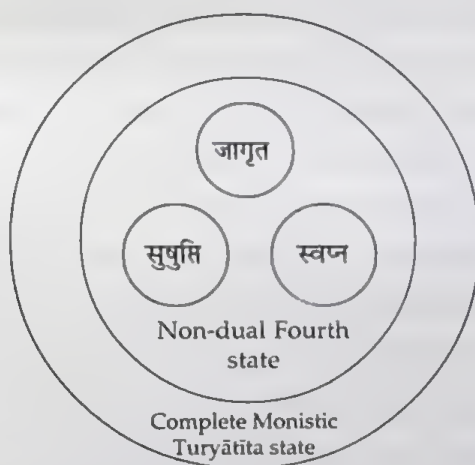 जागृत
सुषुप्ति स्वप्न
Non-dual Fourth
state
Complete Monistic
Turyātīta state